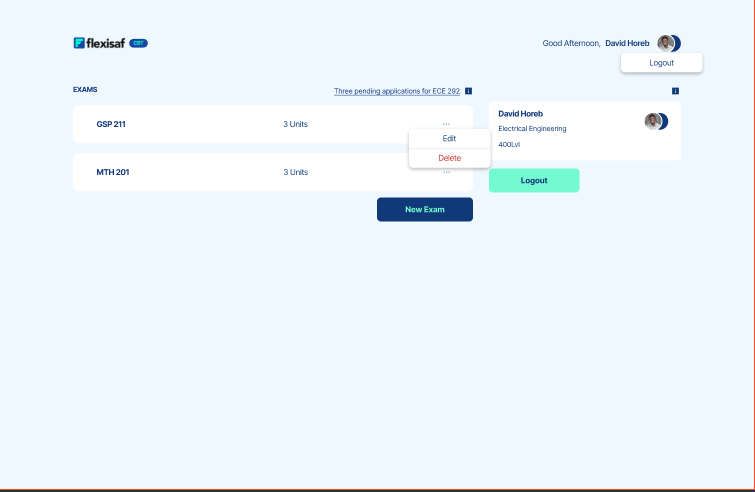 flexisaf CBT
Good Afternoon, David Horeb
Logout
EXAMS
Three pending applications for ECE 292
GSP 211 3 Units ...
Edit
Delete
MTH 201 3 Units ...
New Exam
David Horeb
Electrical Engineering
400Lvl
Logout